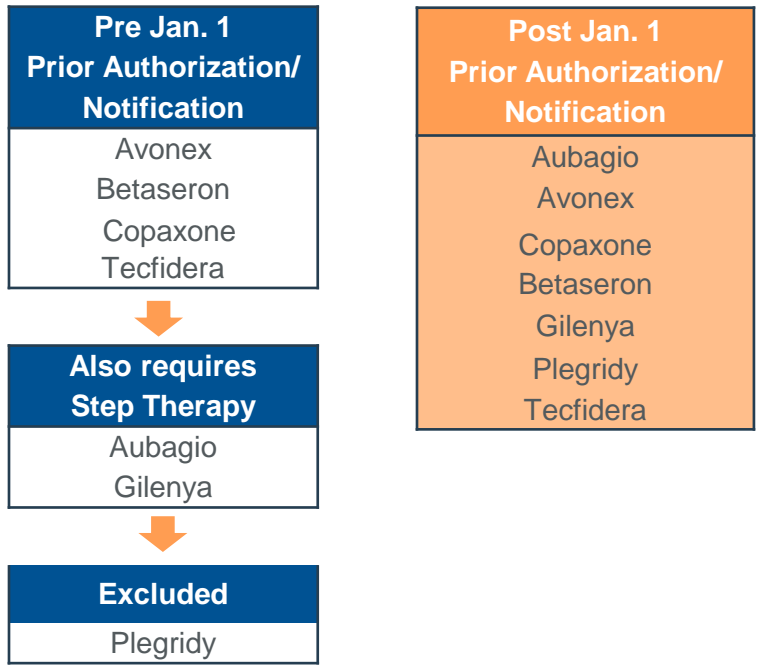 Pre Jan. 1
Prior Authorization/
Notification
Avonex
Betaseron
Copaxone
Tecfidera
Also requires
Step Therapy
Aubagio
Gilenya
Excluded
Plegridy
Post Jan. 1
Prior Authorization/
Notification
Aubagio
Avonex
Copaxone
Betaseron
Gilenya
Plegridy
Tecfidera